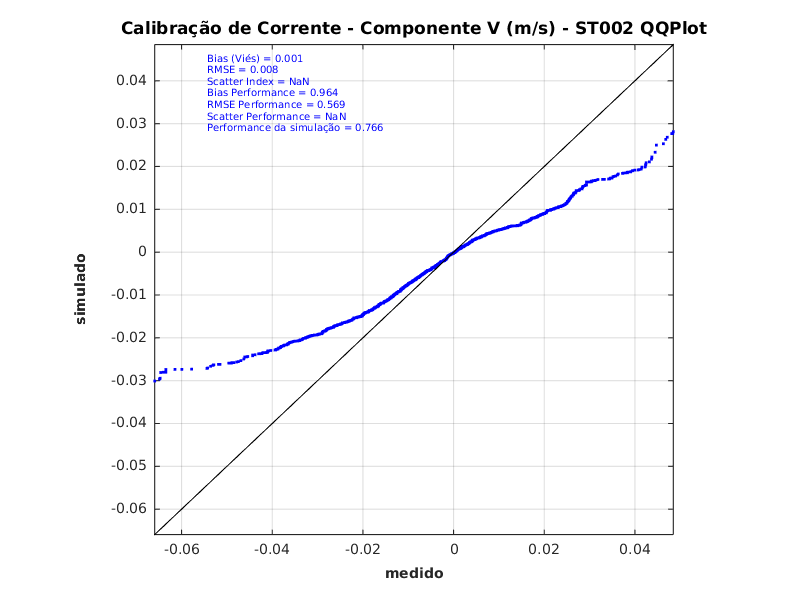 Calibração de Corrente - Componente V (m/s) - ST002 QQPlot
Bias (Viés) = 0.001
RMSE = 0.008
Scatter Index = NaN
Bias Performance = 0.964
RMSE Performance = 0.569
Scatter Performance = NaN
Performance da simulação = 0.766
0.04
0.03
0.02
0.01
0
-0.01
-0.02
-0.03
-0.04
-0.05
-0.06
simulado
-0.06 -0.04 -0.02 0 0.02 0.04
medido